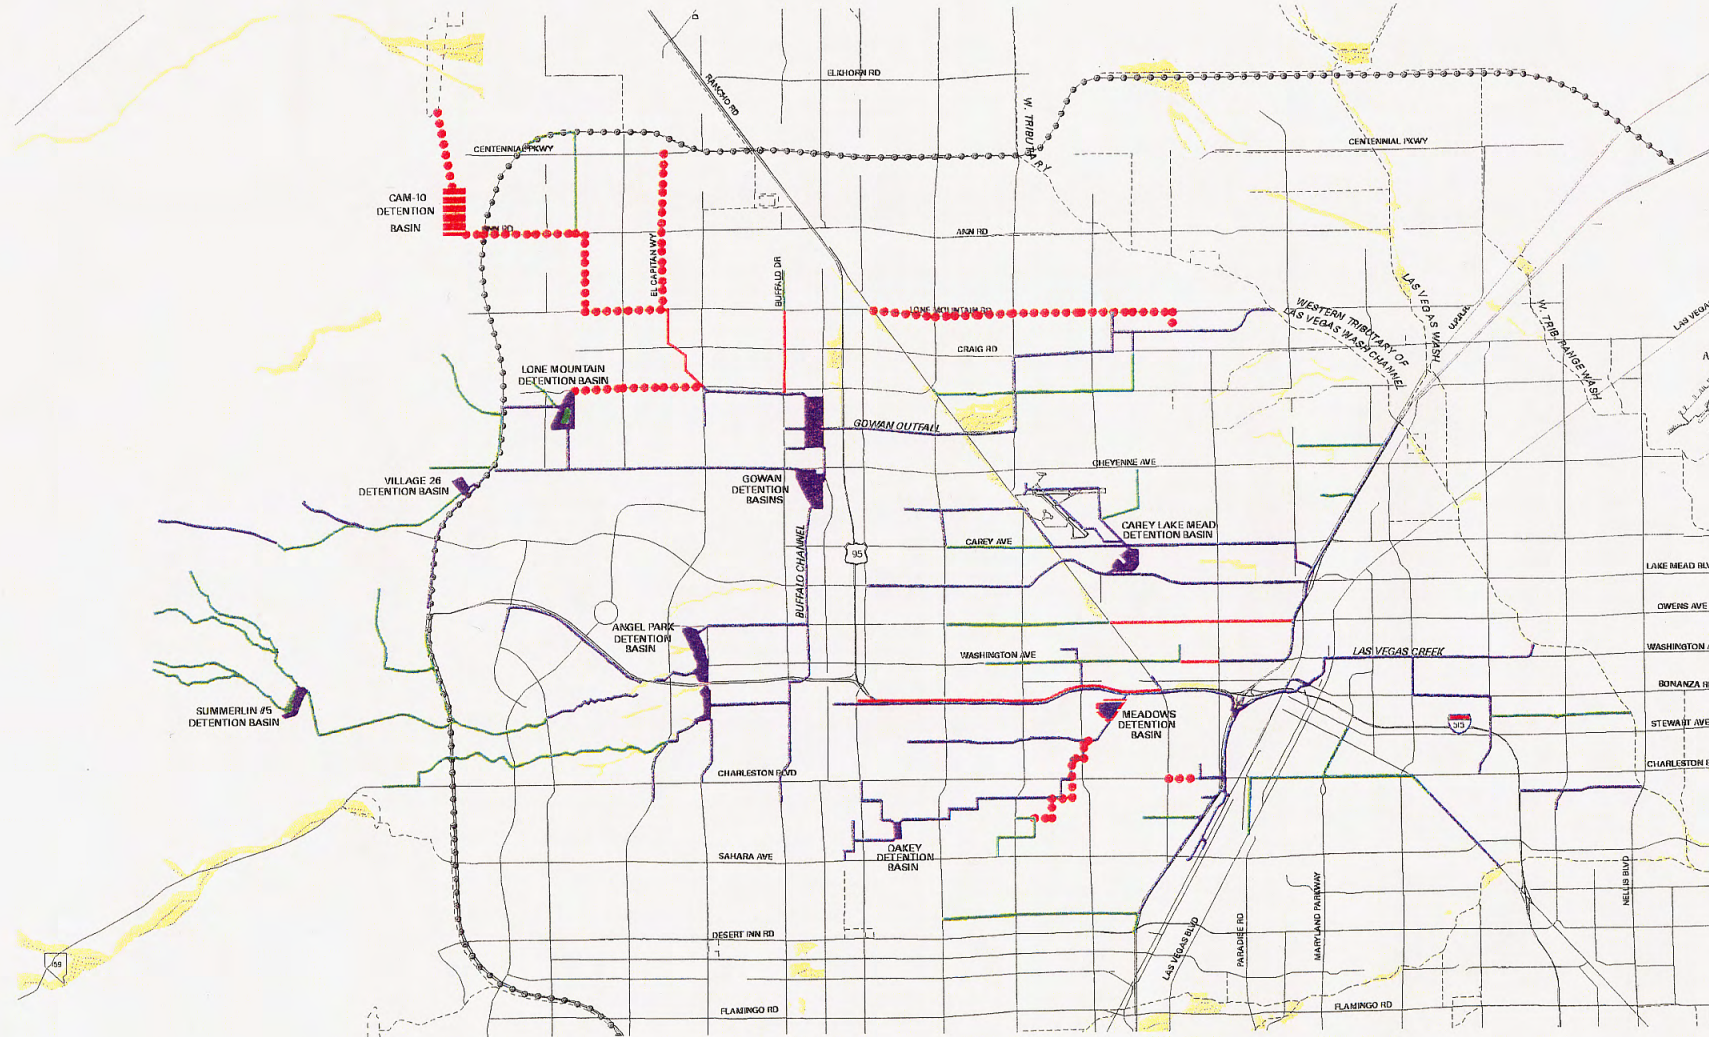 D
ELKHORN RD
RANCHO RD
W. TRIBUTARY
CENTENNIAL PKWY
CENTENNIAL PKWY
CAM-10
DETENTION
BASIN
ANN RD
ANN RD
EL CAPITAN WY
BUFFALO DR
LONE MOUNTAIN RD
WESTERN TRIBUTARY OF
LAS VEGAS WASH CHANNEL
LAS VEGAS WASH
U.P.R.R.
W. TRIB. RANGE WASH
LAS VEGAS
CRAIG RD
A
LONE MOUNTAIN
DETENTION BASIN
GOWAN OUTFALL
CHEYENNE AVE
VILLAGE 26
DETENTION BASIN
GOWAN
DETENTION
BASINS
CAREY LAKE MEAD
DETENTION BASIN
CAREY AVE
95
BUFFALO CHANNEL
LAKE MEAD BLV
OWENS AVE
ANGEL PARK
DETENTION
BASIN
WASHINGTON AVE
LAS VEGAS CREEK
WASHINGTON A
BONANZA R
SUMMERLIN #5
DETENTION BASIN
MEADOWS
DETENTION
BASIN
515
STEWART AVE
CHARLESTON BLVD
CHARLESTON B
OAKEY
DETENTION
BASIN
SAHARA AVE
NELLIS BLVD
MARYLAND PARKWAY
PARADISE RD
LAS VEGAS BLVD
DESERT INN RD
159
FLAMINGO RD
FLAMINGO RD